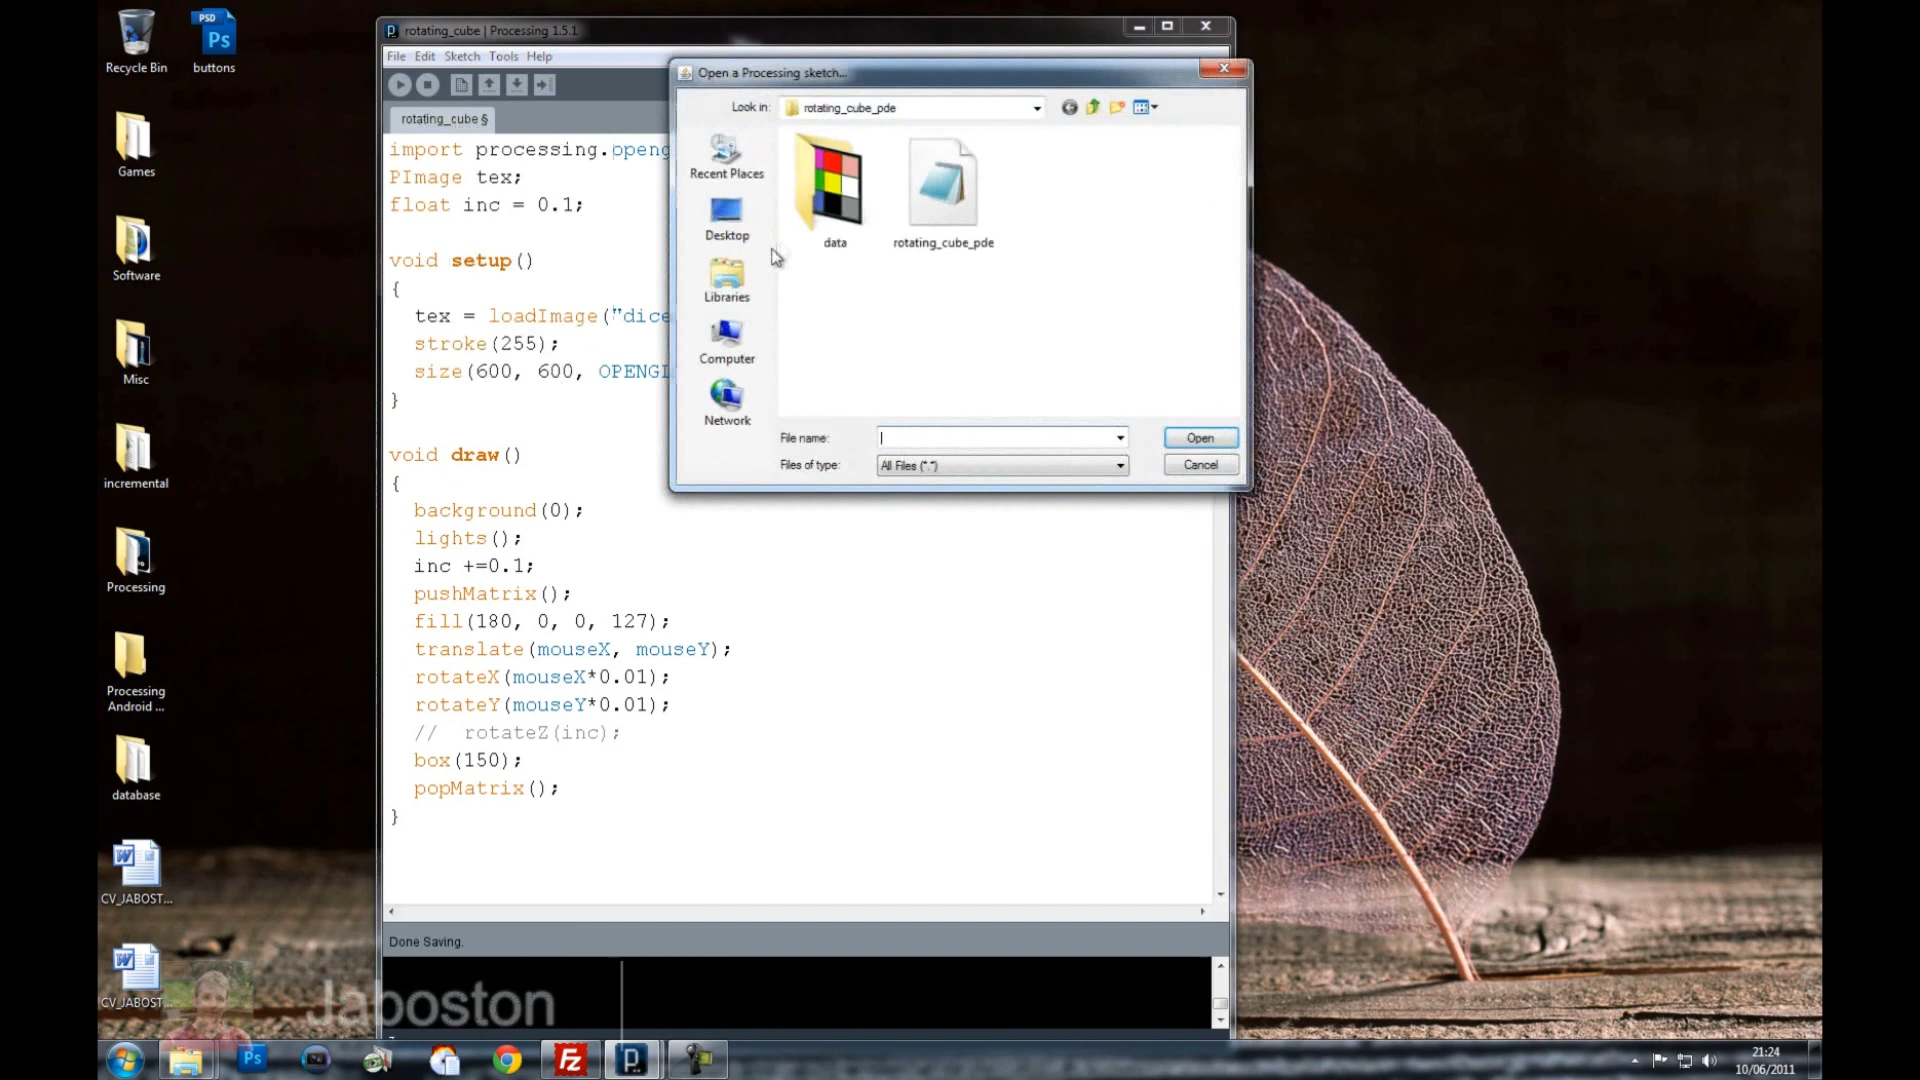 Recycle Bin
PSD
Ps
buttons
Games
Software
Misc
incremental
Processing
Processing
Android ...
database
CV_JABOST...
CV_JABOST...
rotating_cube | Processing 1.5.1
File Edit Sketch Tools Help
rotating_cube §
import processing.openg
PImage tex;
float inc = 0.1;
void setup()
{
tex = loadImage("dice
stroke(255);
size(600, 600, OPENGL
}
void draw()
{
background(0);
lights();
inc +=0.1;
pushMatrix();
fill(180, 0, 0, 127);
translate(mouseX, mouseY);
rotateX(mouseX*0.01);
rotateY(mouseY*0.01);
// rotateZ(inc);
box(150);
popMatrix();
}
Done Saving.
Open a Processing sketch...
Look in: rotating_cube_pde
Recent Places
Desktop
Libraries
Computer
Network
data
rotating_cube_pde
File name:
Open
Files of type: All Files (*.*)
Cancel
Jaboston
Ps
Fz
P
21:24
10/06/2011